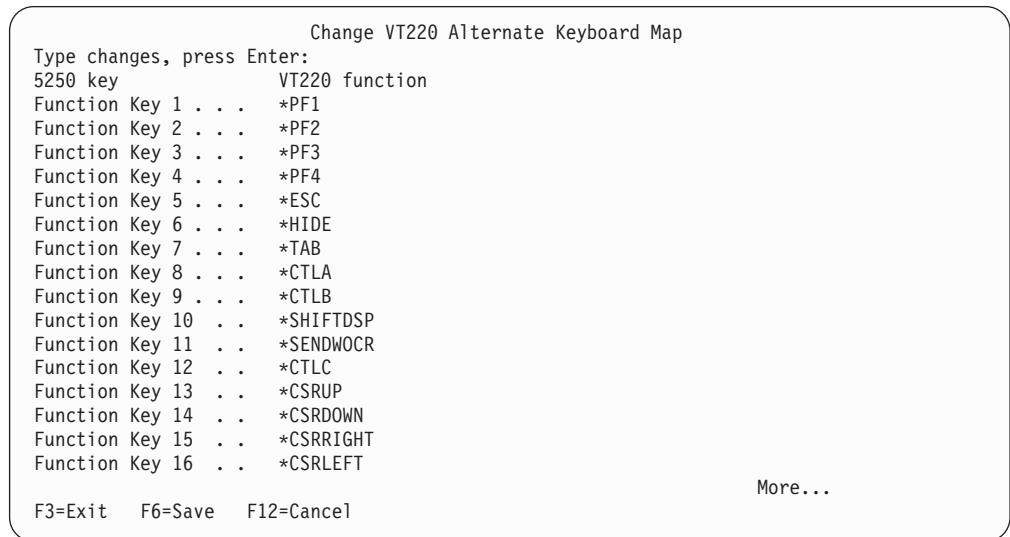 Change VT220 Alternate Keyboard Map
Type changes, press Enter:
5250 key VT220 function
Function Key 1 . . . *PF1
Function Key 2 . . . *PF2
Function Key 3 . . . *PF3
Function Key 4 . . . *PF4
Function Key 5 . . . *ESC
Function Key 6 . . . *HIDE
Function Key 7 . . . *TAB
Function Key 8 . . . *CTLA
Function Key 9 . . . *CTLB
Function Key 10 . . *SHIFTDSP
Function Key 11 . . *SENDWOCR
Function Key 12 . . *CTLC
Function Key 13 . . *CSRUP
Function Key 14 . . *CSRDOWN
Function Key 15 . . *CSRRIGHT
Function Key 16 . . *CSRLEFT
More...
F3=Exit F6=Save F12=Cancel